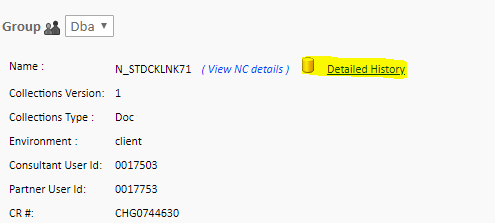 Group Dba
Name : N_STDCKLNK71 ( View NC details ) Detailed History
Collections Version: 1
Collections Type : Doc
Environment : client
Consultant User Id: 0017503
Partner User Id: 0017753
CR #: CHG0744630